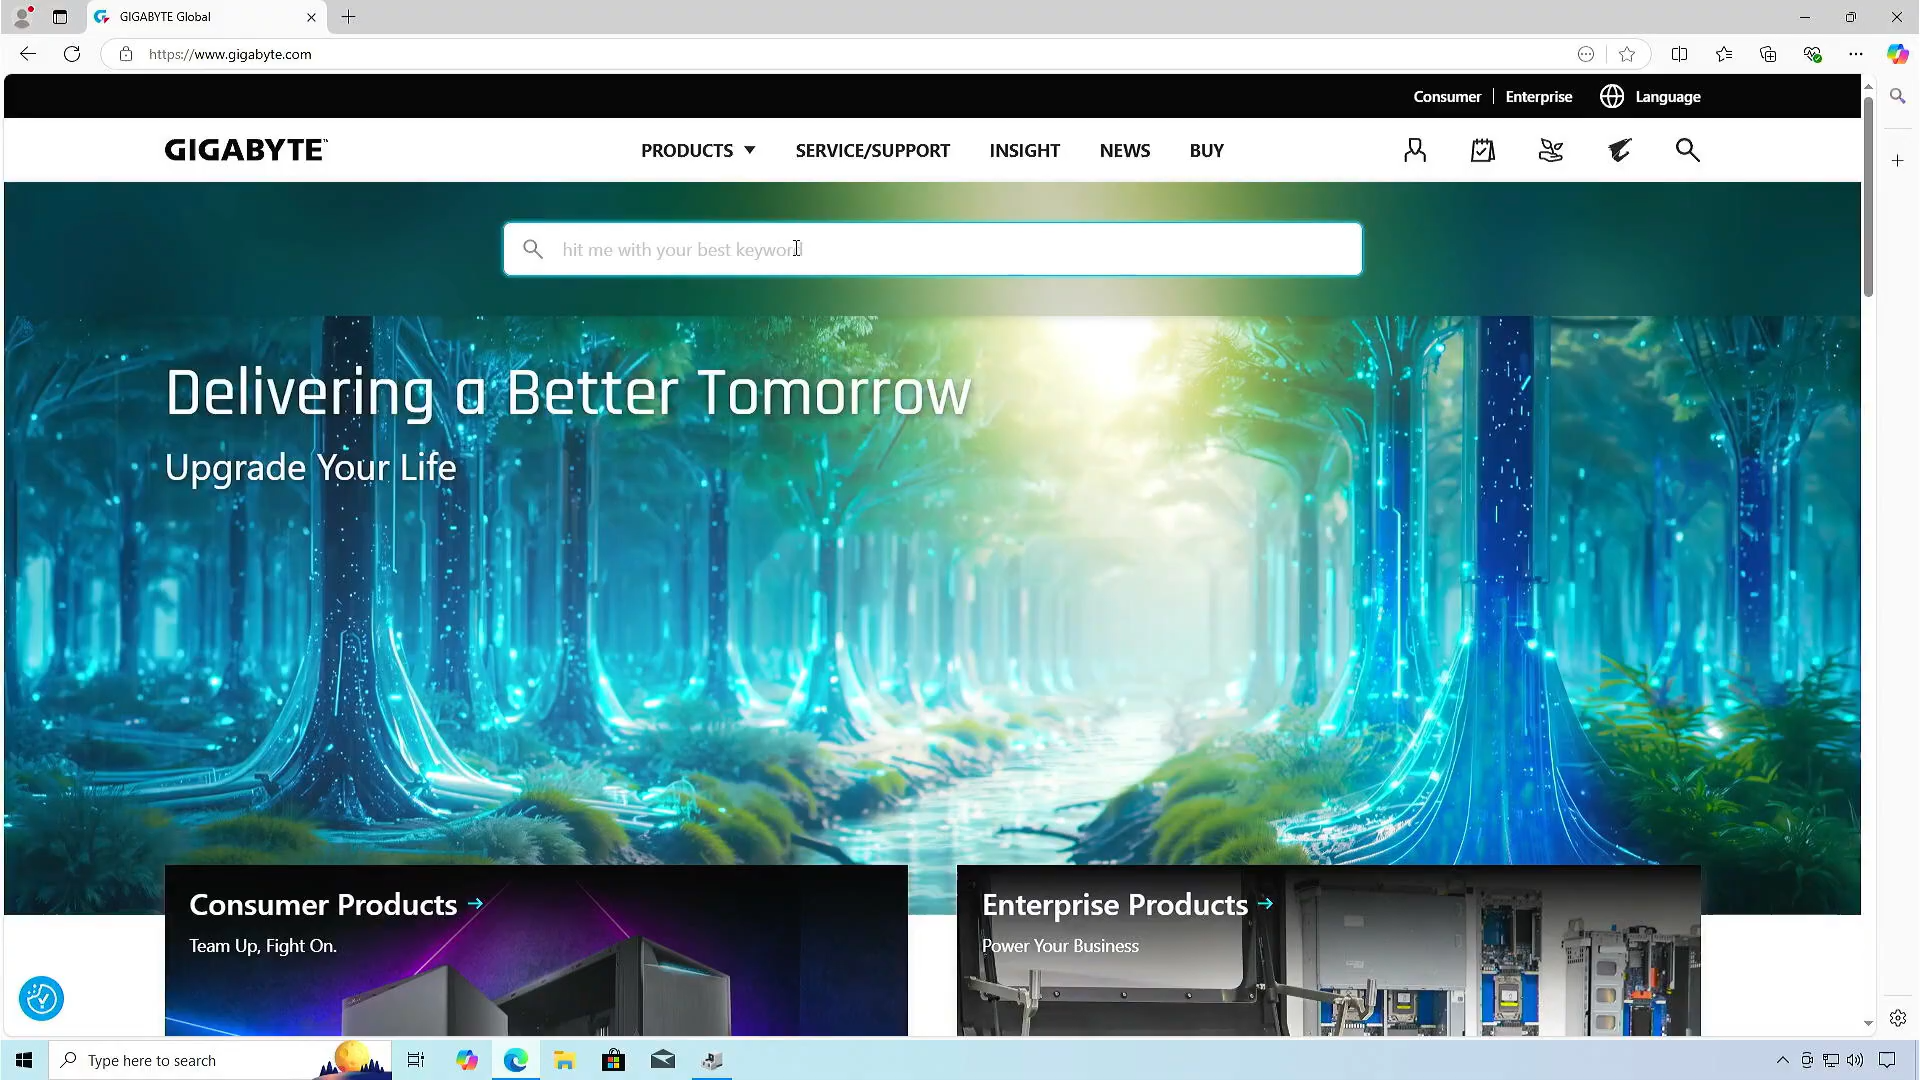 GIGABYTE Global
https://www.gigabyte.com
Consumer | Enterprise Language
GIGABYTE™ PRODUCTS SERVICE/SUPPORT INSIGHT NEWS BUY
hit me with your best keyword
Delivering a Better Tomorrow
Upgrade Your Life
Consumer Products →
Team Up, Fight On.
Enterprise Products →
Power Your Business
Type here to search